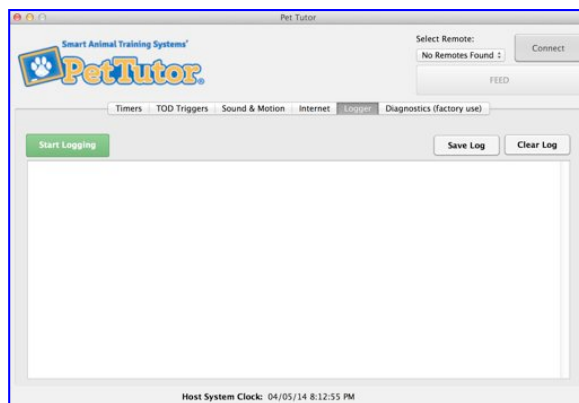 Pet Tutor
Smart Animal Training Systems'
PetTutor®
Select Remote:
No Remotes Found
Connect
FEED
Timers TOD Triggers Sound & Motion Internet Logger Diagnostics (factory use)
Start Logging
Save Log
Clear Log
Host System Clock: 04/05/14 8:12:55 PM